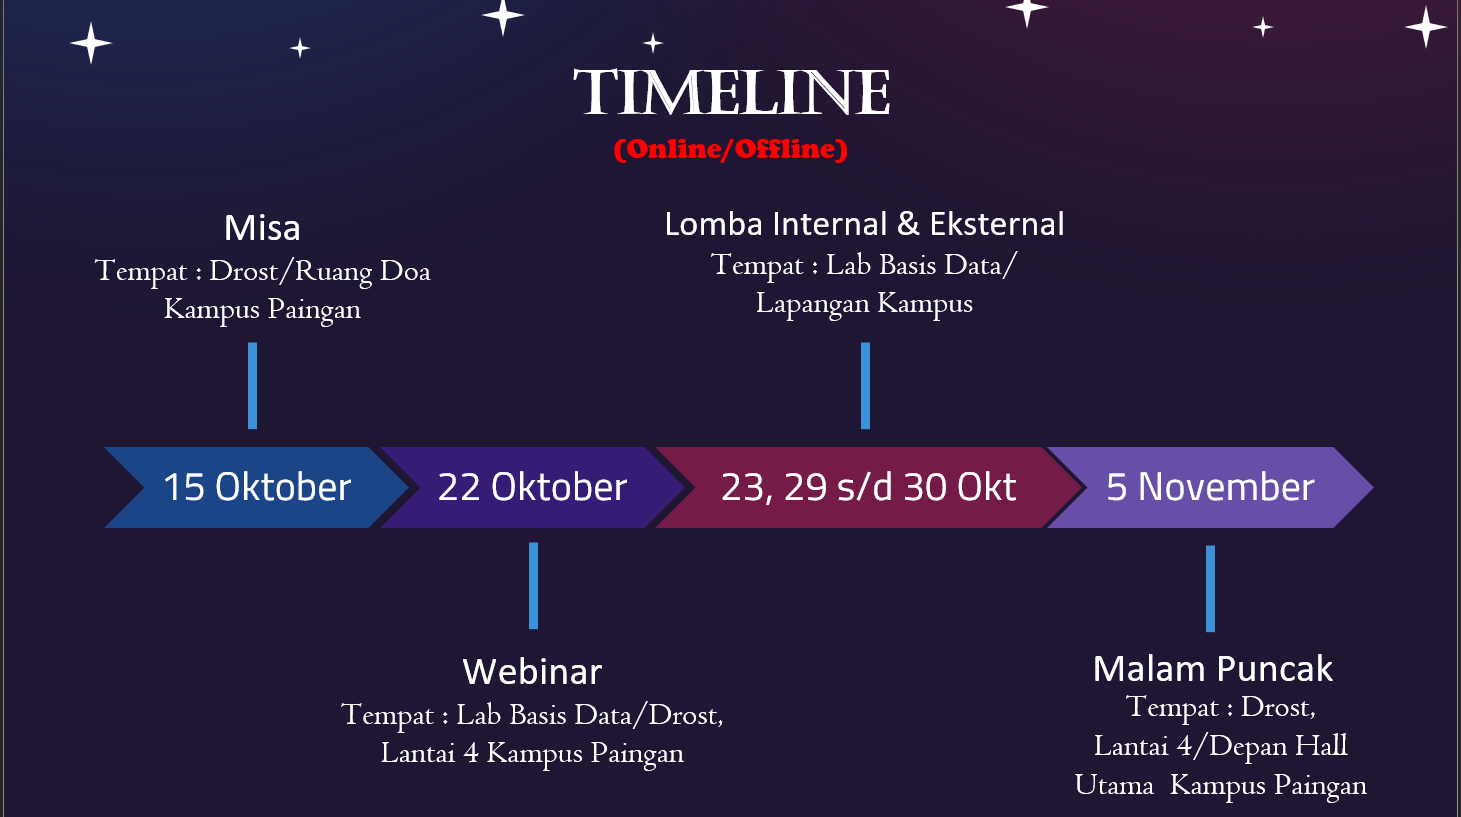 TIMELINE
(Online/Offline)
Misa
Tempat : Drost/Ruang Doa
Kampus Paingan
Lomba Internal & Eksternal
Tempat : Lab Basis Data/
Lapangan Kampus
15 Oktober
22 Oktober
23, 29 s/d 30 Okt
5 November
Webinar
Tempat : Lab Basis Data/Drost,
Lantai 4 Kampus Paingan
Malam Puncak
Tempat : Drost,
Lantai 4/Depan Hall
Utama  Kampus Paingan